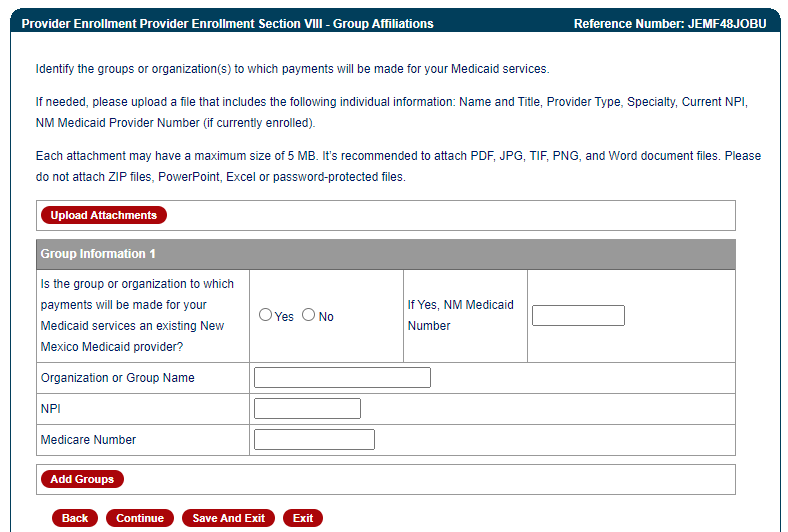 Provider Enrollment Provider Enrollment Section VIII - Group Affiliations
Reference Number: JEMF48JOBU
Identify the groups or organization(s) to which payments will be made for your Medicaid services.
If needed, please upload a file that includes the following individual information: Name and Title, Provider Type, Specialty, Current NPI,
NM Medicaid Provider Number (if currently enrolled).
Each attachment may have a maximum size of 5 MB. It's recommended to attach PDF, JPG, TIF, PNG, and Word document files. Please
do not attach ZIP files, PowerPoint, Excel or password-protected files.
Upload Attachments
Group Information 1
Is the group or organization to which
payments will be made for your
Medicaid services an existing New
Mexico Medicaid provider?
Yes No
If Yes, NM Medicaid
Number
Organization or Group Name
NPI
Medicare Number
Add Groups
Back Continue Save And Exit Exit